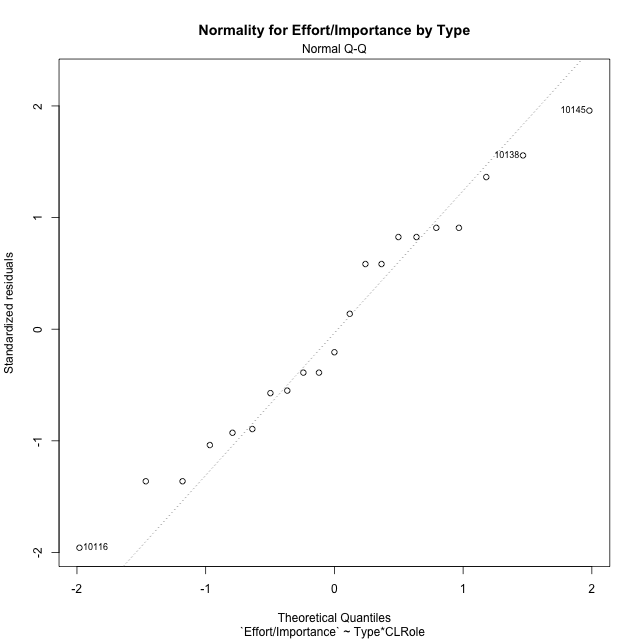 Normality for Effort/Importance by Type
Normal Q-Q
2
1
0
-1
-2
Standardized residuals
10145
10138
10116
-2 -1 0 1 2
Theoretical Quantiles
`Effort/Importance` ~ Type*CLRole